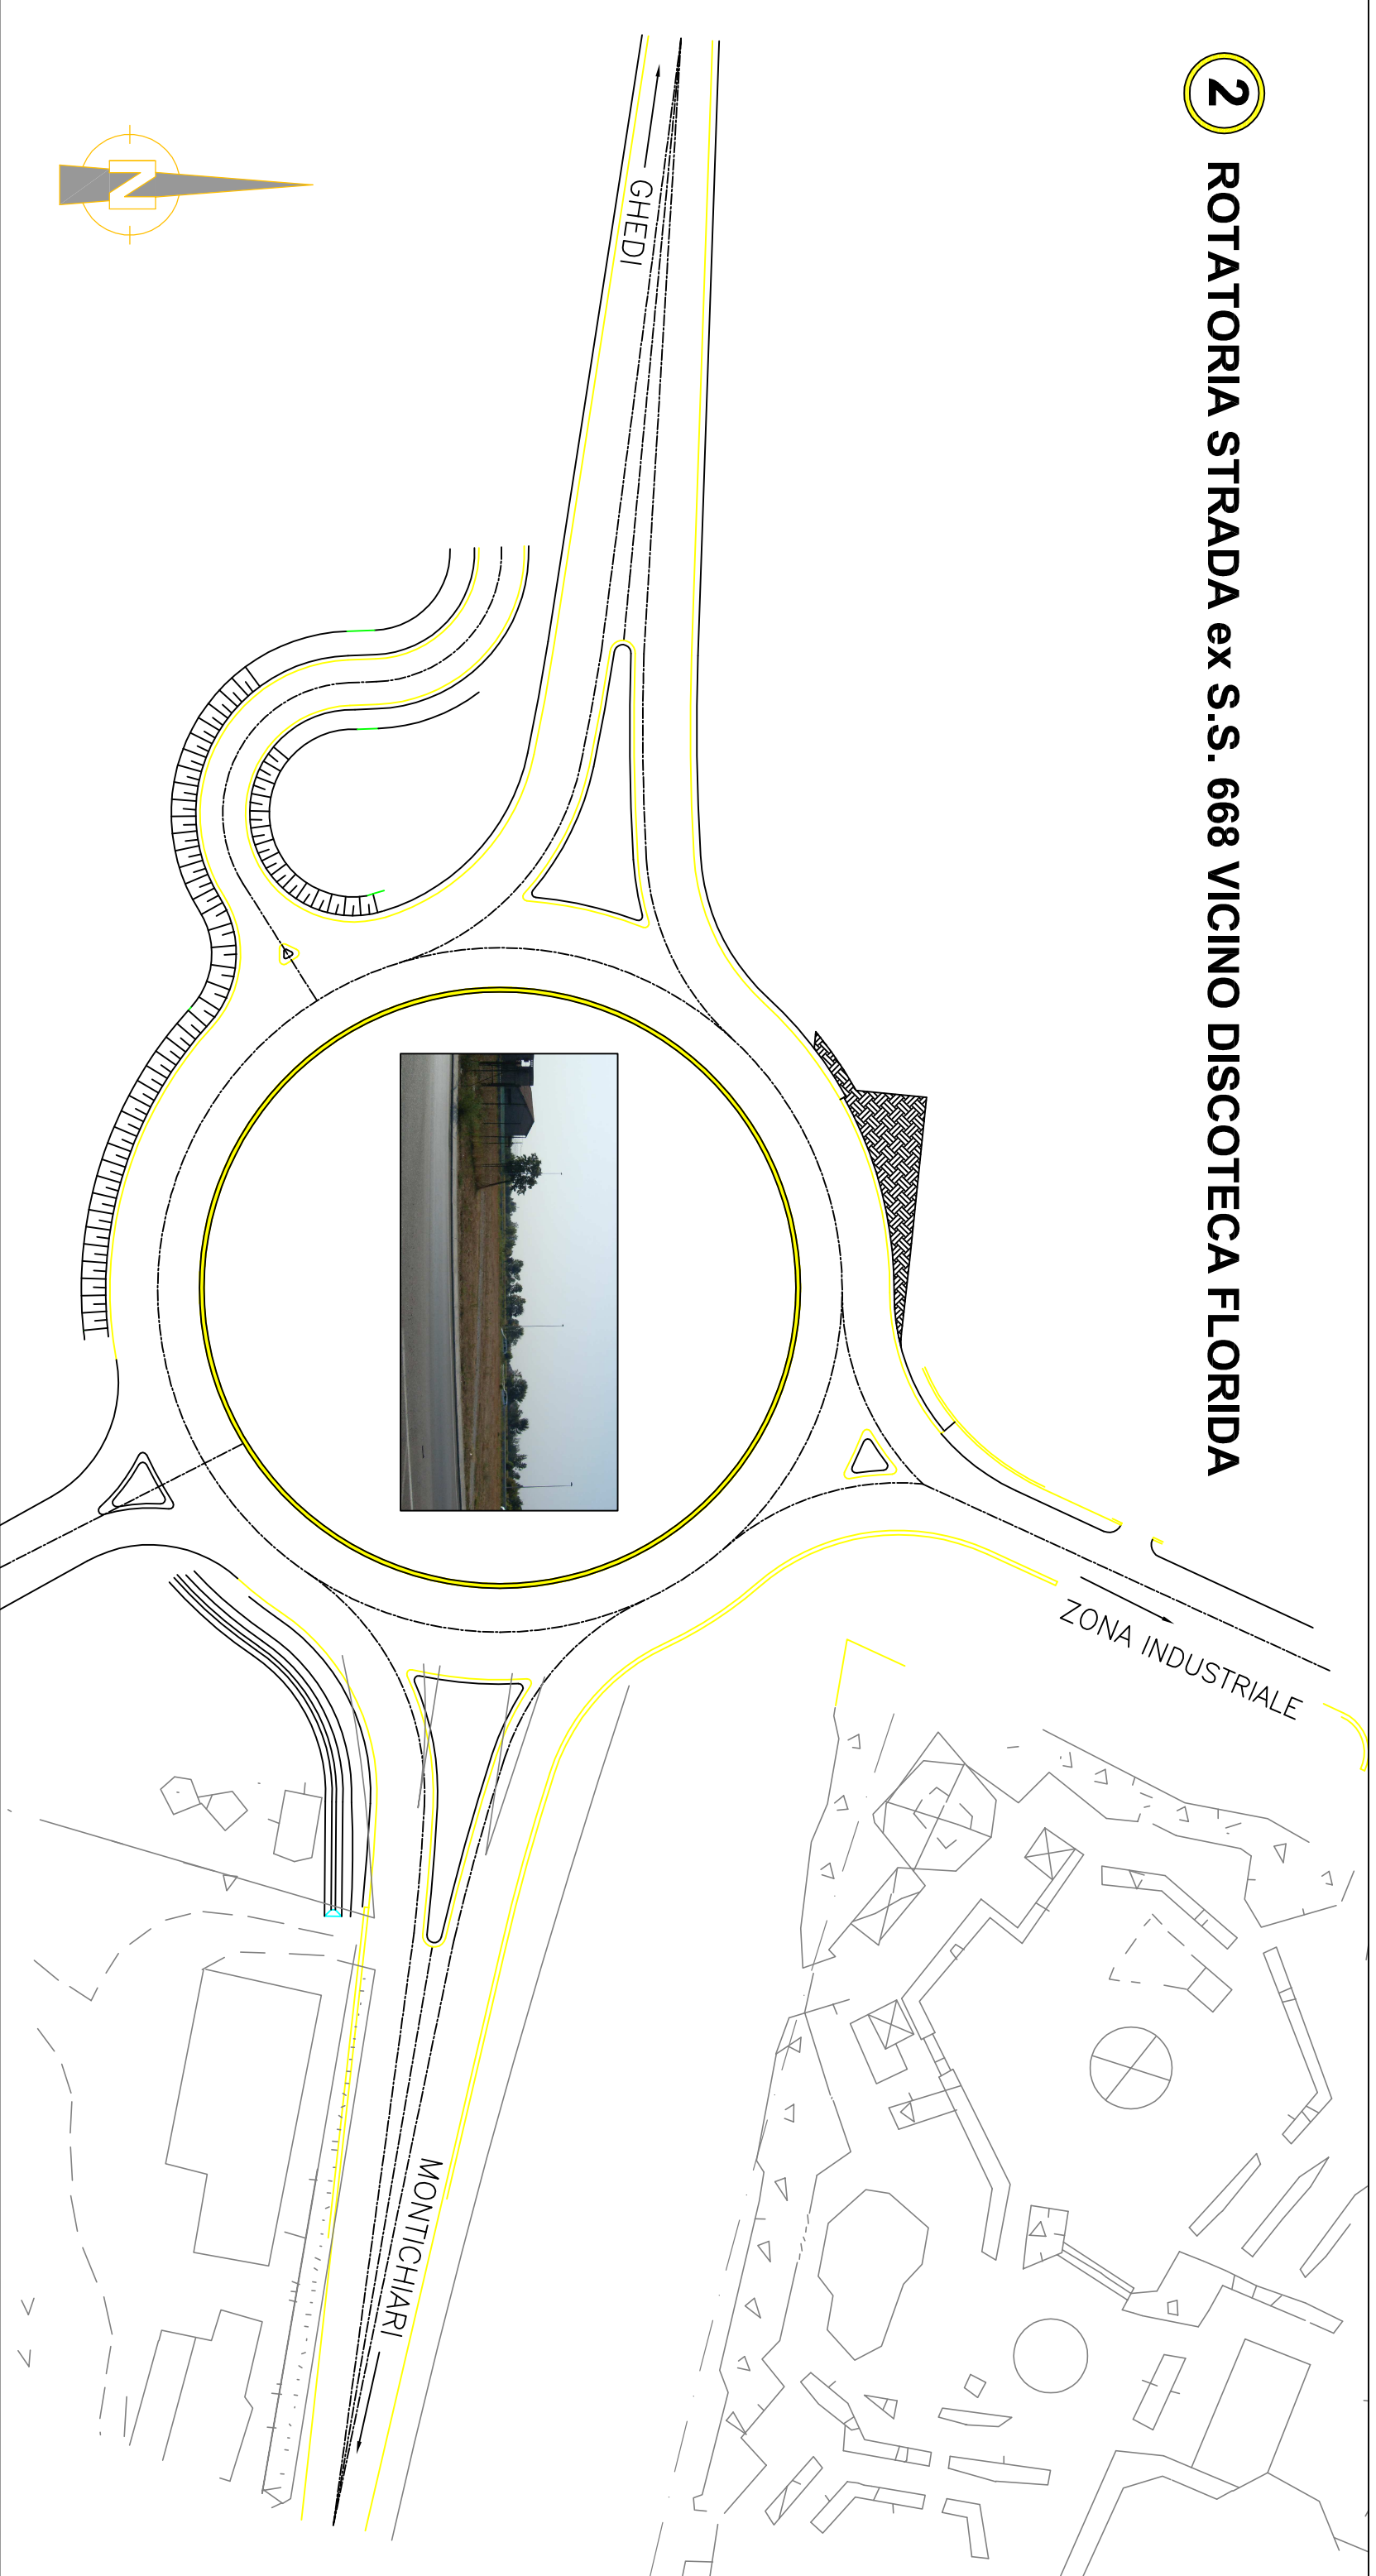 2 ROTATORIA STRADA ex S.S. 668 VICINO DISCOTECA FLORIDA
GHEDI
N
ZONA INDUSTRIALE
MONTICHIARI